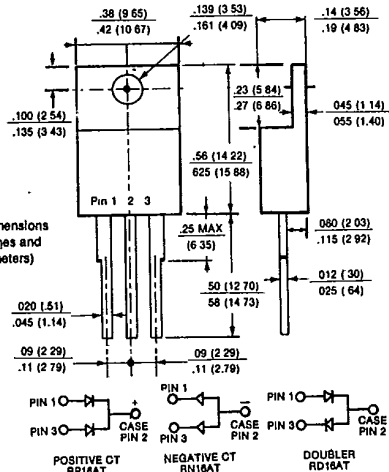 .38 (9 65)
.42 (10 67)
.139 (3 53)
.161 (4 09)
.14 (3 56)
.19 (4 83)
.100 (2 54)
.135 (3 43)
.23 (5 84)
.27 (6 86)
045 (1 14)
055 (1.40)
.56 (14 22)
625 (15 88)
Pin 1 2 3
.25 MAX
(6 35)
080 (2 03)
.115 (2 92)
.50 (12 70)
58 (14 73)
012 ( 30)
025 ( 64)
020 (.51)
.045 (1.14)
09 (2 29)
.11 (2 79)
09 (2 29)
.11 (2.79)
PIN 1
PIN 3
+
CASE
PIN 2
POSITIVE CT
PIN 1
PIN 3
–
CASE
PIN 2
NEGATIVE CT
RN16AT
PIN 1
PIN 3
CASE
PIN 2
DOUBLER
RD16AT